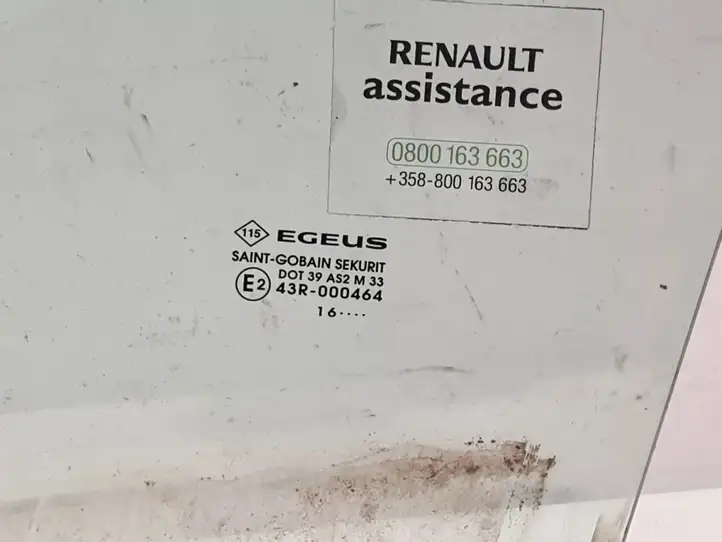 RENAULT
assistance
0800 163 663
+358-800 163 663
115 EGEUS
SAINT-GOBAIN SEKURIT
DOT 39 AS2 M 33
E2 43R-000464
16····